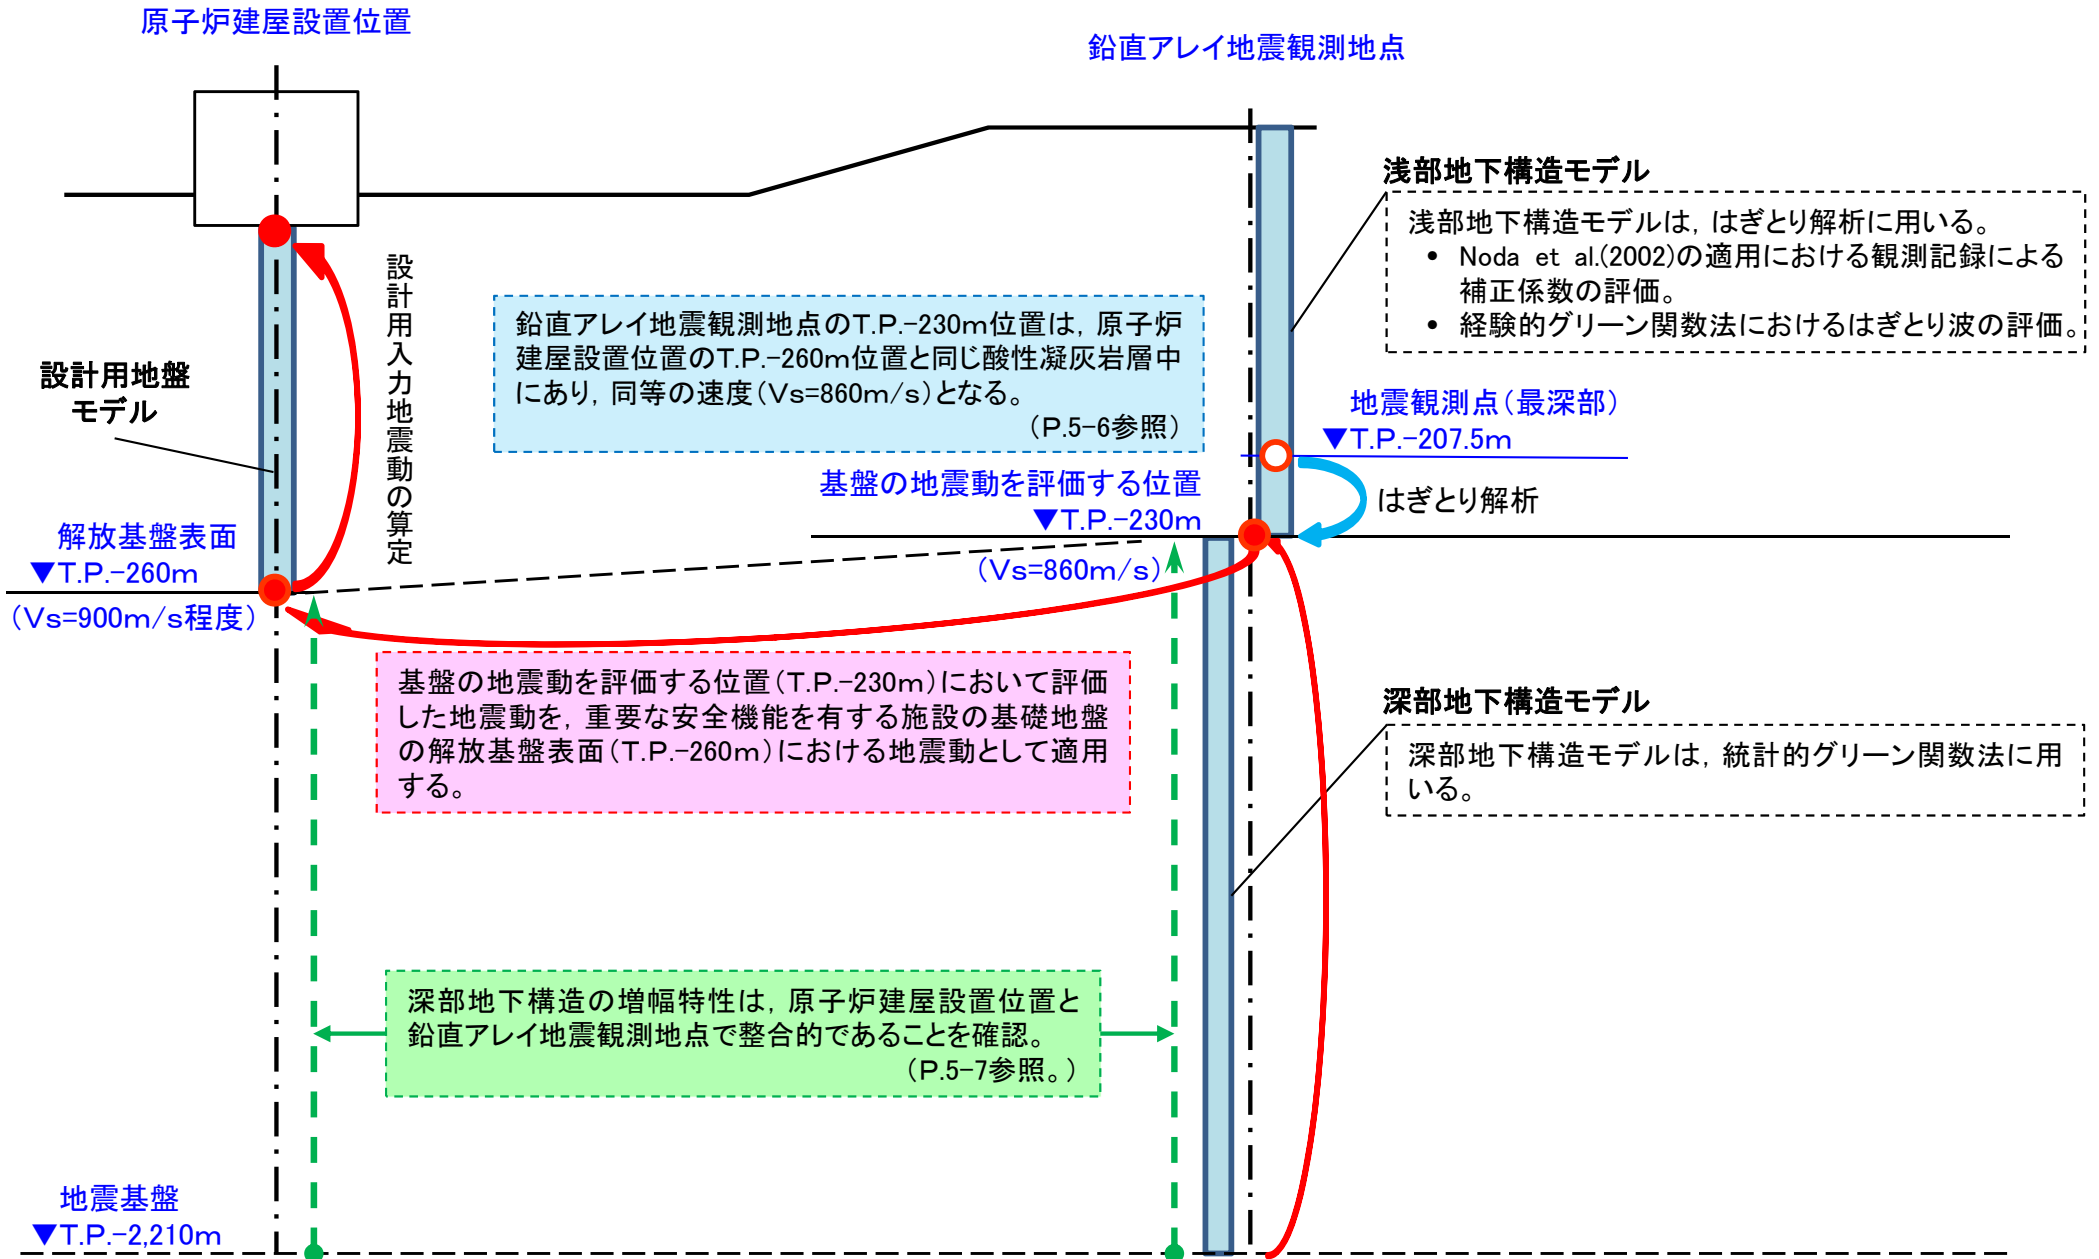 原子炉建屋設置位置
鉛直アレイ地震観測地点
浅部地下構造モデル
浅部地下構造モデルは，はぎとり解析に用いる。
• Noda et al.(2002)の適用における観測記録による
補正係数の評価。
• 経験的グリーン関数法におけるはぎとり波の評価。
設計用入力地震動の算定
鉛直アレイ地震観測地点のT.P.-230m位置は，原子炉
建屋設置位置のT.P.-260m位置と同じ酸性凝灰岩層中
にあり，同等の速度（Vs=860m/s）となる。
（P.5-6参照）
設計用地盤
モデル
地震観測点（最深部）
▼T.P.-207.5m
基盤の地震動を評価する位置
▼T.P.-230m
はぎとり解析
解放基盤表面
▼T.P.-260m
（Vs=860m/s）
（Vs=900m/s程度）
基盤の地震動を評価する位置（T.P.-230m）において評価
した地震動を，重要な安全機能を有する施設の基礎地盤
の解放基盤表面（T.P.-260m）における地震動として適用
する。
深部地下構造モデル
深部地下構造モデルは，統計的グリーン関数法に用
いる。
深部地下構造の増幅特性は，原子炉建屋設置位置と
鉛直アレイ地震観測地点で整合的であることを確認。
（P.5-7参照。）
地震基盤
▼T.P.-2,210m